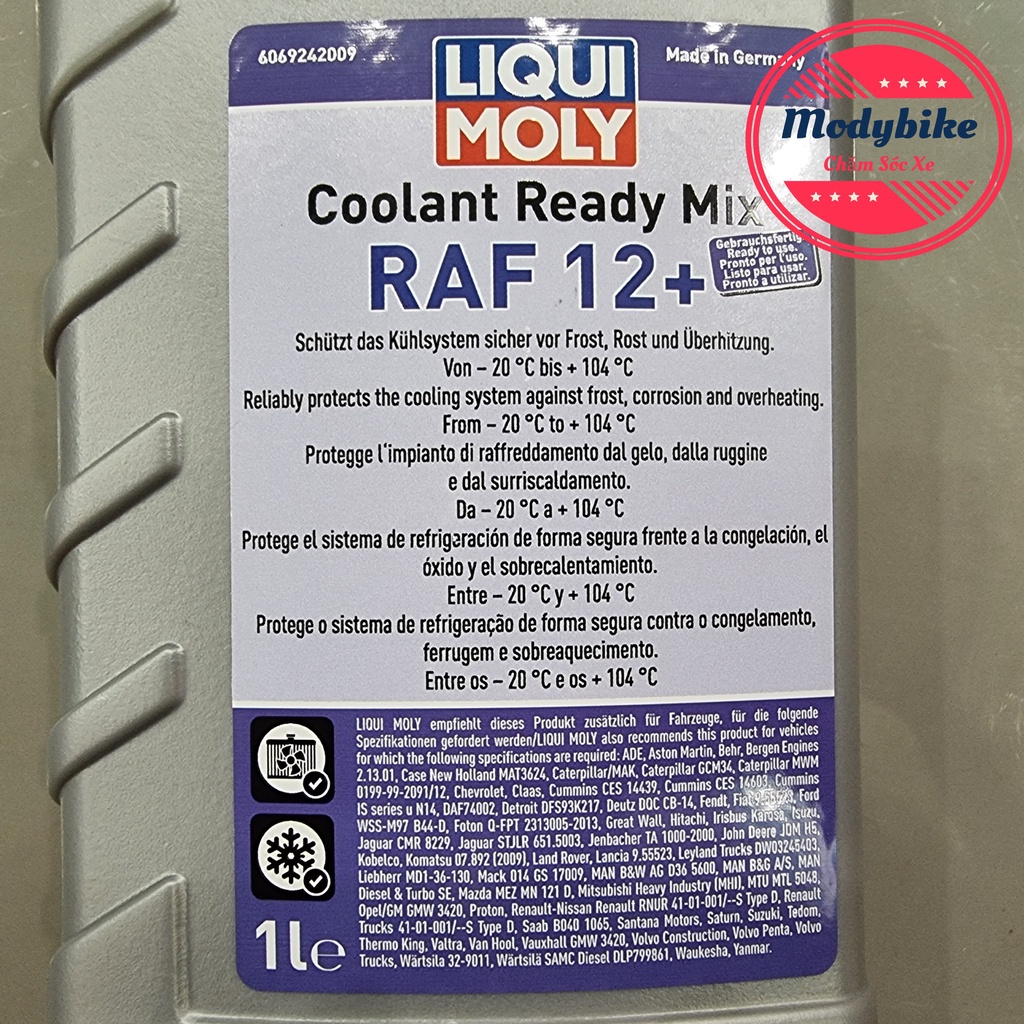 6069242009
LIQUI
MOLY
Made in Germany
Modybike
Chăm Sóc Xe
Coolant Ready Mix
RAF 12+
Gebrauchsfertig
Ready to use.
Pronto per l'uso.
Listo para usar.
Pronto a utilizar.
Schützt das Kühlsystem sicher vor Frost, Rost und Überhitzung.
Von – 20 °C bis + 104 °C
Reliably protects the cooling system against frost, corrosion and overheating.
From – 20 °C to + 104 °C
Protegge l'impianto di raffreddamento dal gelo, dalla ruggine
e dal surriscaldamento.
Da – 20 °C a + 104 °C
Protege el sistema de refrigeración de forma segura frente a la congelación, el
óxido y el sobrecalentamiento.
Entre – 20 °C y + 104 °C
Protege o sistema de refrigeração de forma segura contra o congelamento,
ferrugem e sobreaquecimento.
Entre os – 20 °C e os + 104 °C
LIQUI MOLY empfiehlt dieses Produkt zusätzlich für Fahrzeuge, für die folgende
Spezifikationen gefordert werden/LIQUI MOLY also recommends this product for vehicles
for which the following specifications are required: ADE, Aston Martin, Behr, Bergen Engines
2.13.01, Case New Holland MAT3624, Caterpillar/MAK, Caterpillar GCM34, Caterpillar MWM
0199-99-2091/12, Chevrolet, Claas, Cummins CES 14439, Cummins CES 14603, Cummins
IS series u N14, DAF74002, Detroit DFS93K217, Deutz DQC CB-14, Fendt, Fiat 9.55523, Ford
WSS-M97 B44-D, Foton Q-FPT 2313005-2013, Great Wall, Hitachi, Irisbus Karosa, Isuzu,
Jaguar CMR 8229, Jaguar STJLR 651.5003, Jenbacher TA 1000-2000, John Deere JDM H5,
Kobelco, Komatsu 07.892 (2009), Land Rover, Lancia 9.55523, Leyland Trucks DW03245403,
Liebherr MD1-36-130, Mack 014 GS 17009, MAN B&W AG D36 5600, MAN B&G A/S, MAN
Diesel & Turbo SE, Mazda MEZ MN 121 D, Mitsubishi Heavy Industry (MHI), MTU MTL 5048,
Opel/GM GMW 3420, Proton, Renault-Nissan Renault RNUR 41-01-001/--S Type D, Renault
Trucks 41-01-001/--S Type D, Saab B040 1065, Santana Motors, Saturn, Suzuki, Tedom,
Thermo King, Valtra, Van Hool, Vauxhall GMW 3420, Volvo Construction, Volvo Penta, Volvo
Trucks, Wärtsila 32-9011, Wärtsilä SAMC Diesel DLP799861, Waukesha, Yanmar.
1l℮